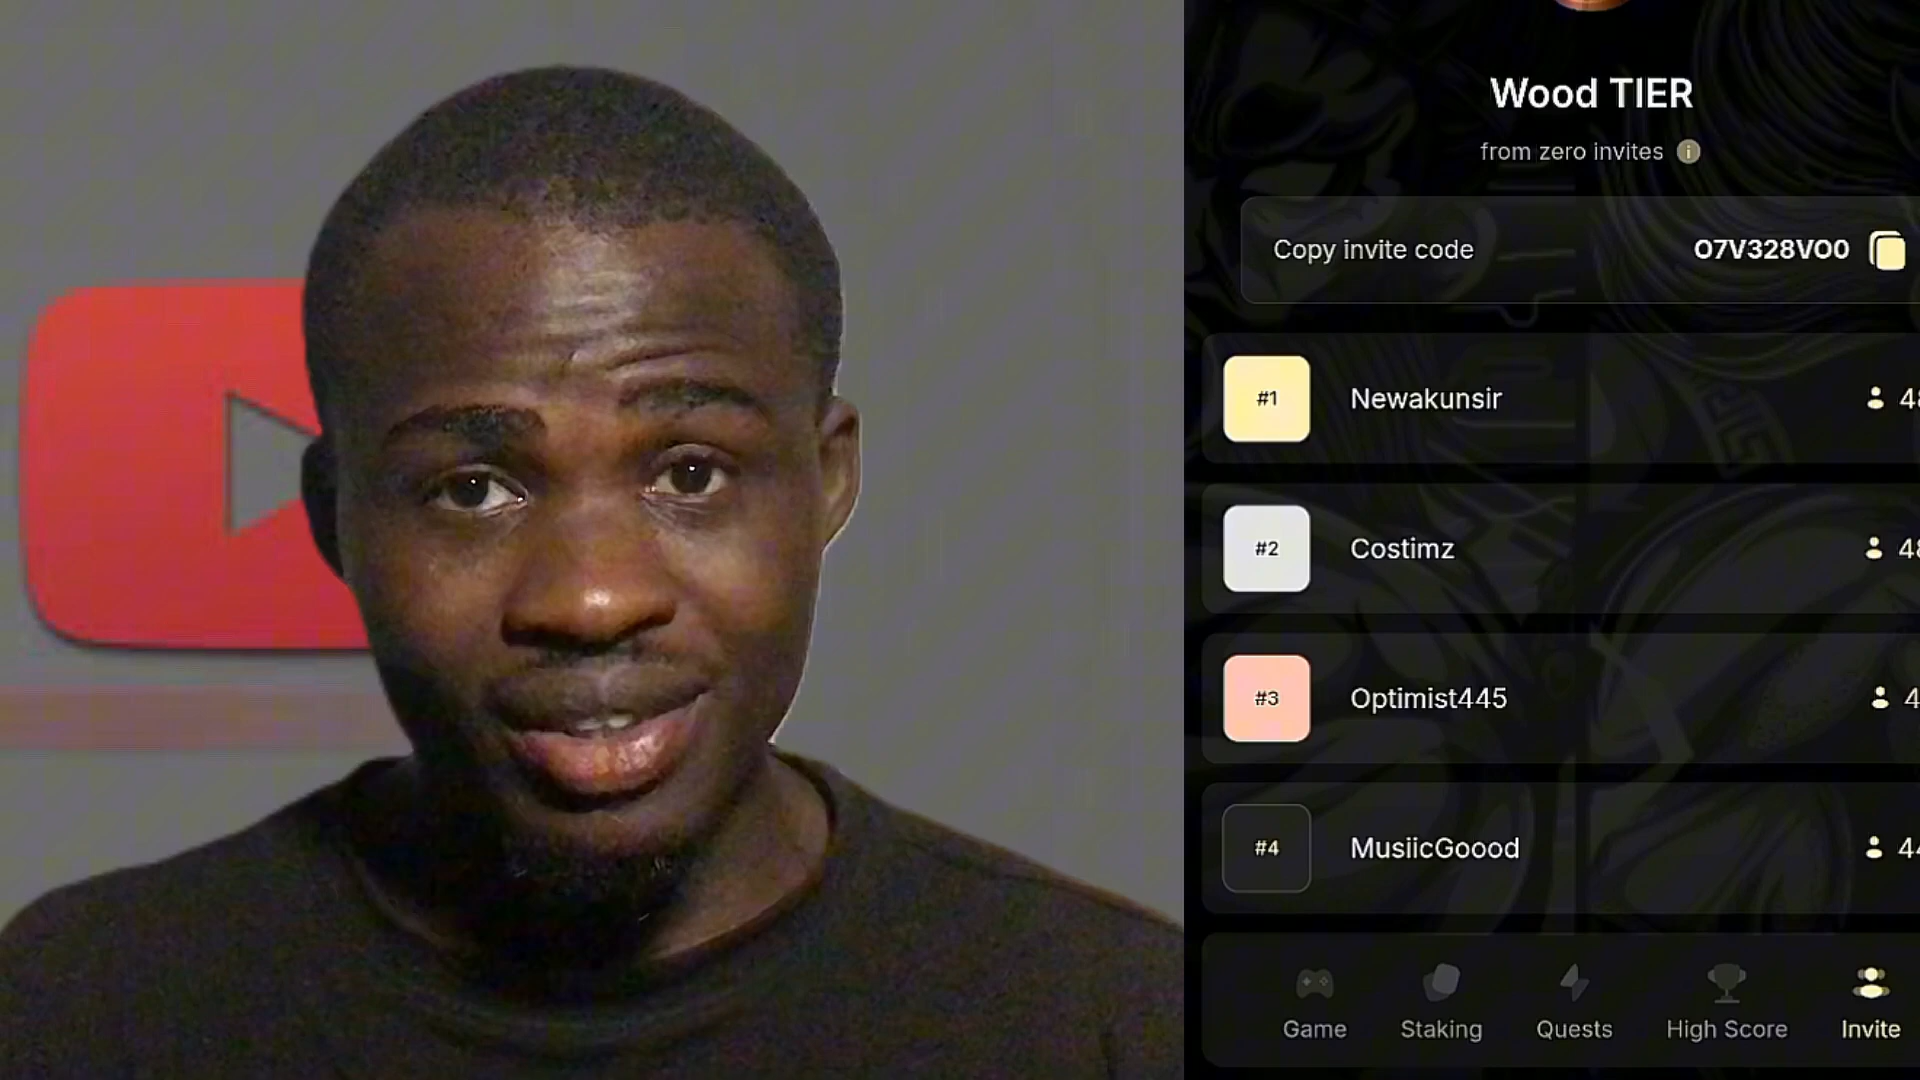 Wood TIER
from zero invites
Copy invite code O7V328VO0
#1 Newakunsir
#2 Costimz
#3 Optimist445
#4 MusiicGoood
Game Staking Quests High Score Invite